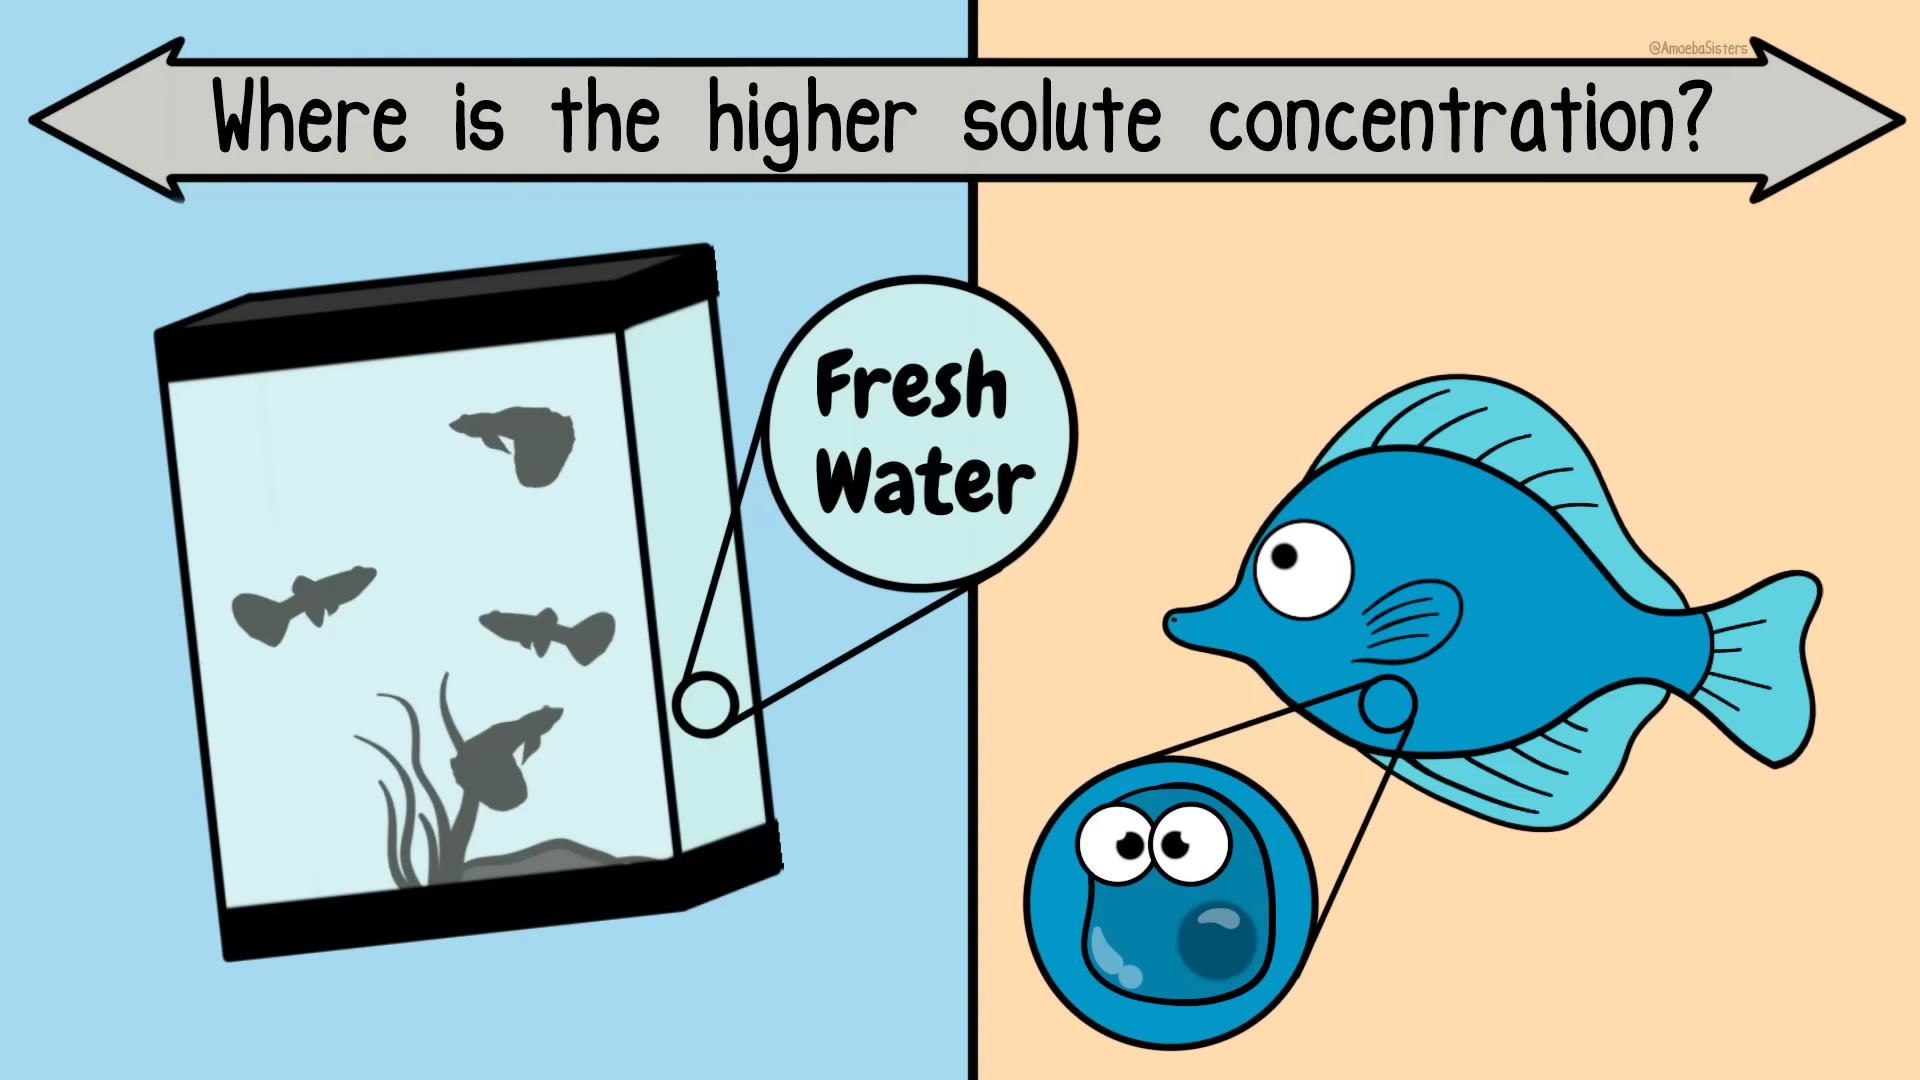 @AmoebaSisters
Where is the higher solute concentration?
Fresh
Water